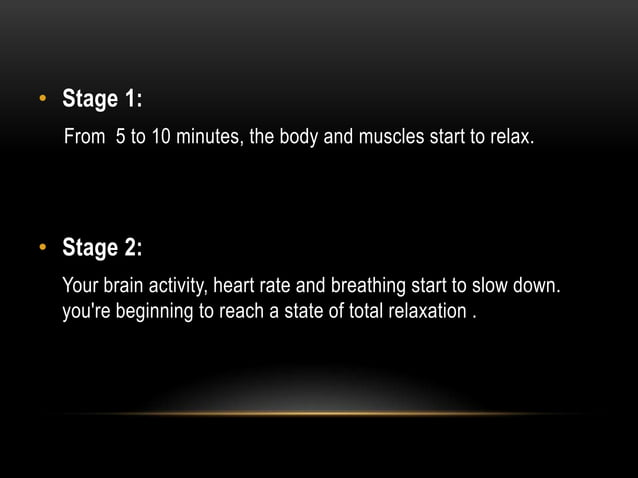 • Stage 1:
From  5 to 10 minutes, the body and muscles start to relax.
• Stage 2:
Your brain activity, heart rate and breathing start to slow down.
you're beginning to reach a state of total relaxation .